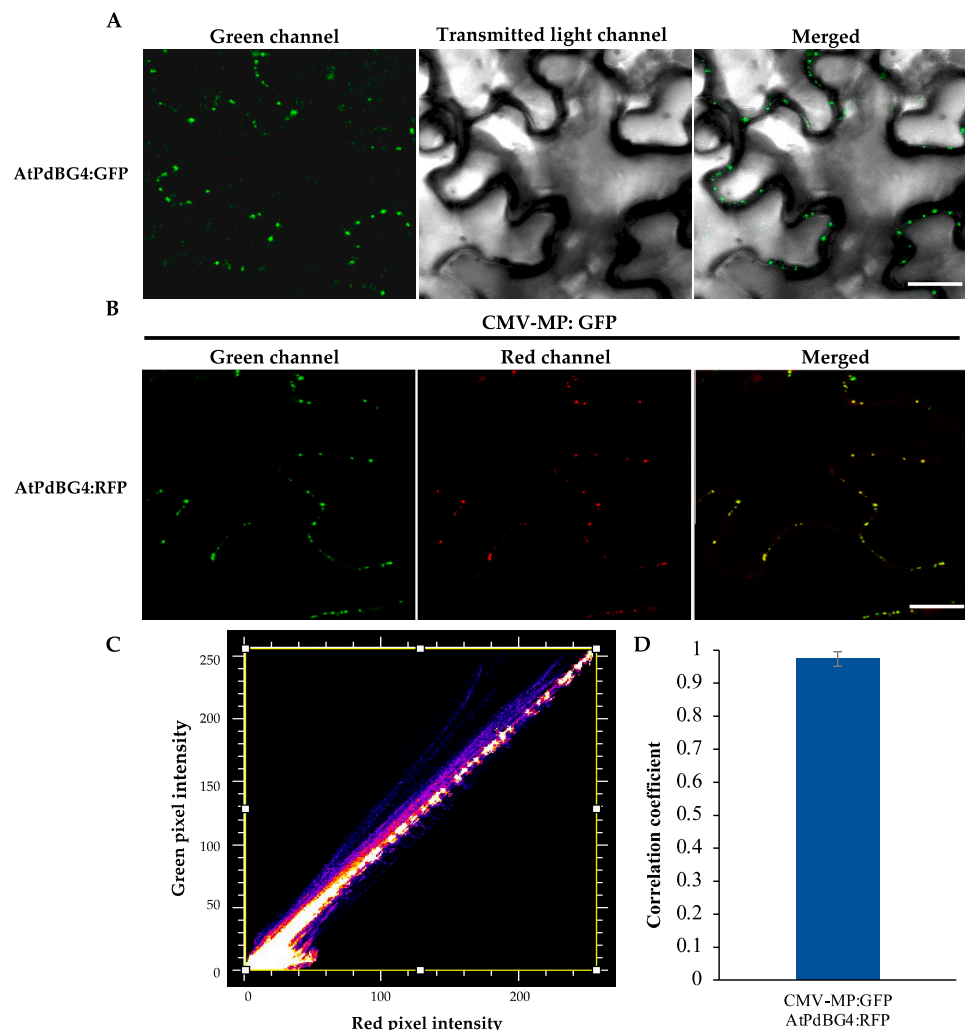 A
Green channel Transmitted light channel Merged
AtPdBG4:GFP
B
CMV-MP: GFP
Green channel Red channel Merged
AtPdBG4:RFP
C
250
200
150
100
50
0
Green pixel intensity
0 100 200
Red pixel intensity
D
1
0.9
0.8
0.7
0.6
0.5
0.4
0.3
0.2
0.1
0
Correlation coefficient
CMV-MP:GFP
AtPdBG4:RFP